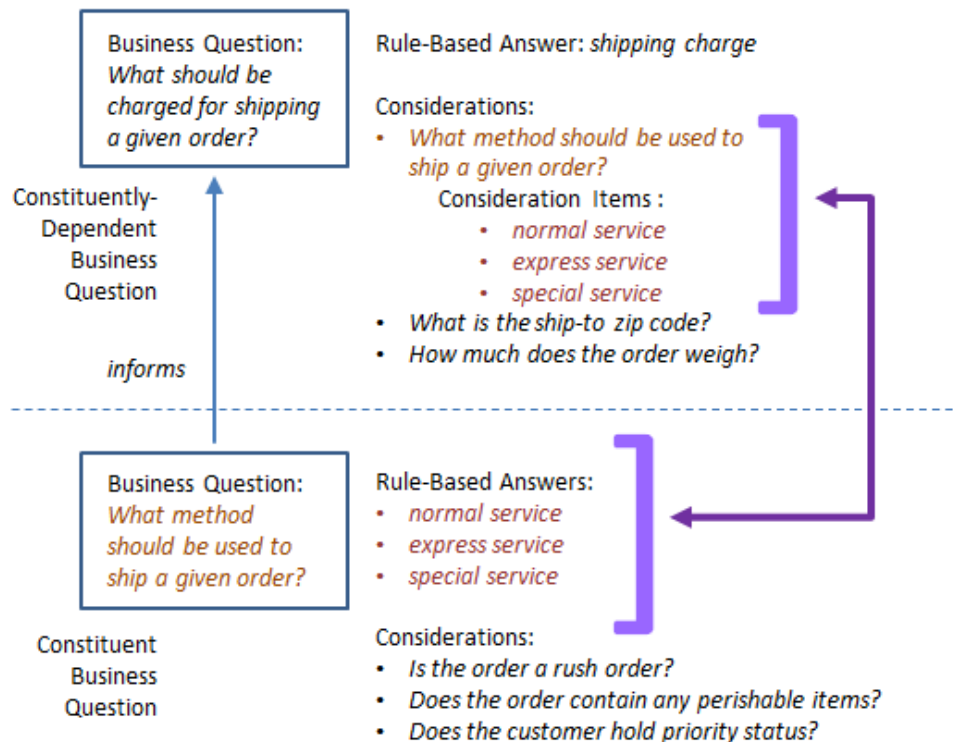 Business Question:
What should be
charged for shipping
a given order?
Rule-Based Answer: shipping charge
Considerations:
• What method should be used to
ship a given order?
Consideration Items :
• normal service
• express service
• special service
• What is the ship-to zip code?
• How much does the order weigh?
Constituently-
Dependent
Business
Question
informs
Business Question:
What method
should be used to
ship a given order?
Rule-Based Answers:
• normal service
• express service
• special service
Constituent
Business
Question
Considerations:
• Is the order a rush order?
• Does the order contain any perishable items?
• Does the customer hold priority status?